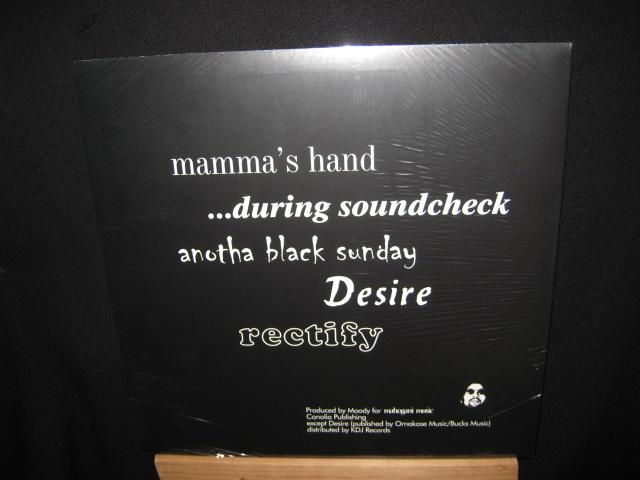 mamma's hand
...during soundcheck
anotha black sunday
Desire
rectify
Produced by Moody for mahogani music
Conolia Publishing
except Desire (published by Omakase Music/Bucks Music)
distributed by KDJ Records